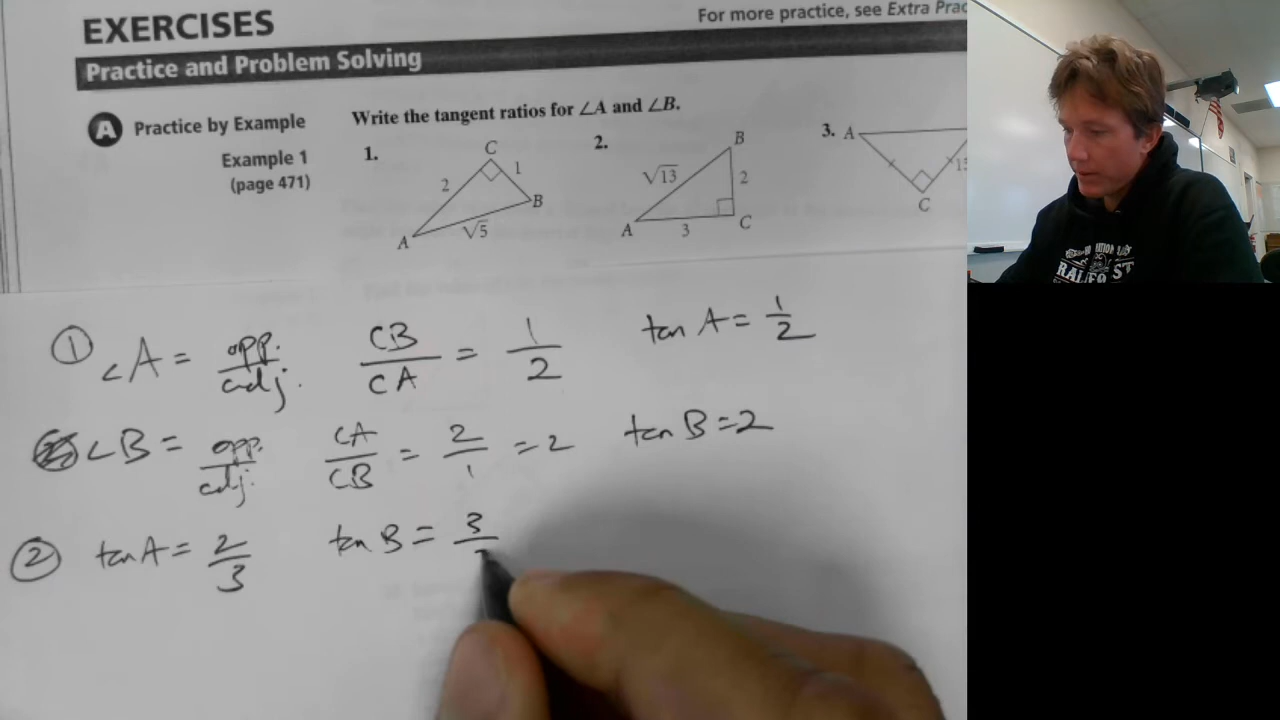 EXERCISES
For more practice, see Extra Prac
Practice and Problem Solving
A Practice by Example
Example 1
(page 471)
Write the tangent ratios for ∠A and ∠B.
1.
C
2
1
B
A
√5
2.
B
√13
2
A
3
C
3. A
C
① ∠A = opp./adj. CB/CA = 1/2 tan A = 1/2
∠B = opp./adj. CA/CB = 2/1 = 2 tan B = 2
② tan A = 2/3 tan B = 3/